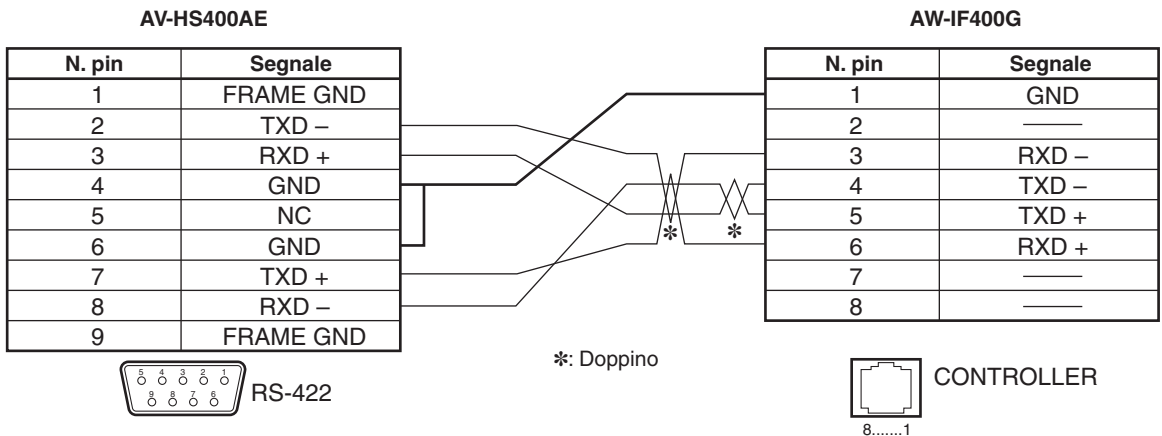 AV-HS400AE
AW-IF400G
N. pin Segnale
1 FRAME GND
2 TXD –
3 RXD +
4 GND
5 NC
6 GND
7 TXD +
8 RXD –
9 FRAME GND
N. pin Segnale
1 GND
2 ——
3 RXD –
4 TXD –
5 TXD +
6 RXD +
7 ——
8 ——
✻ ✻
✻: Doppino
5 4 3 2 1
9 8 7 6
RS-422
CONTROLLER
8.......1